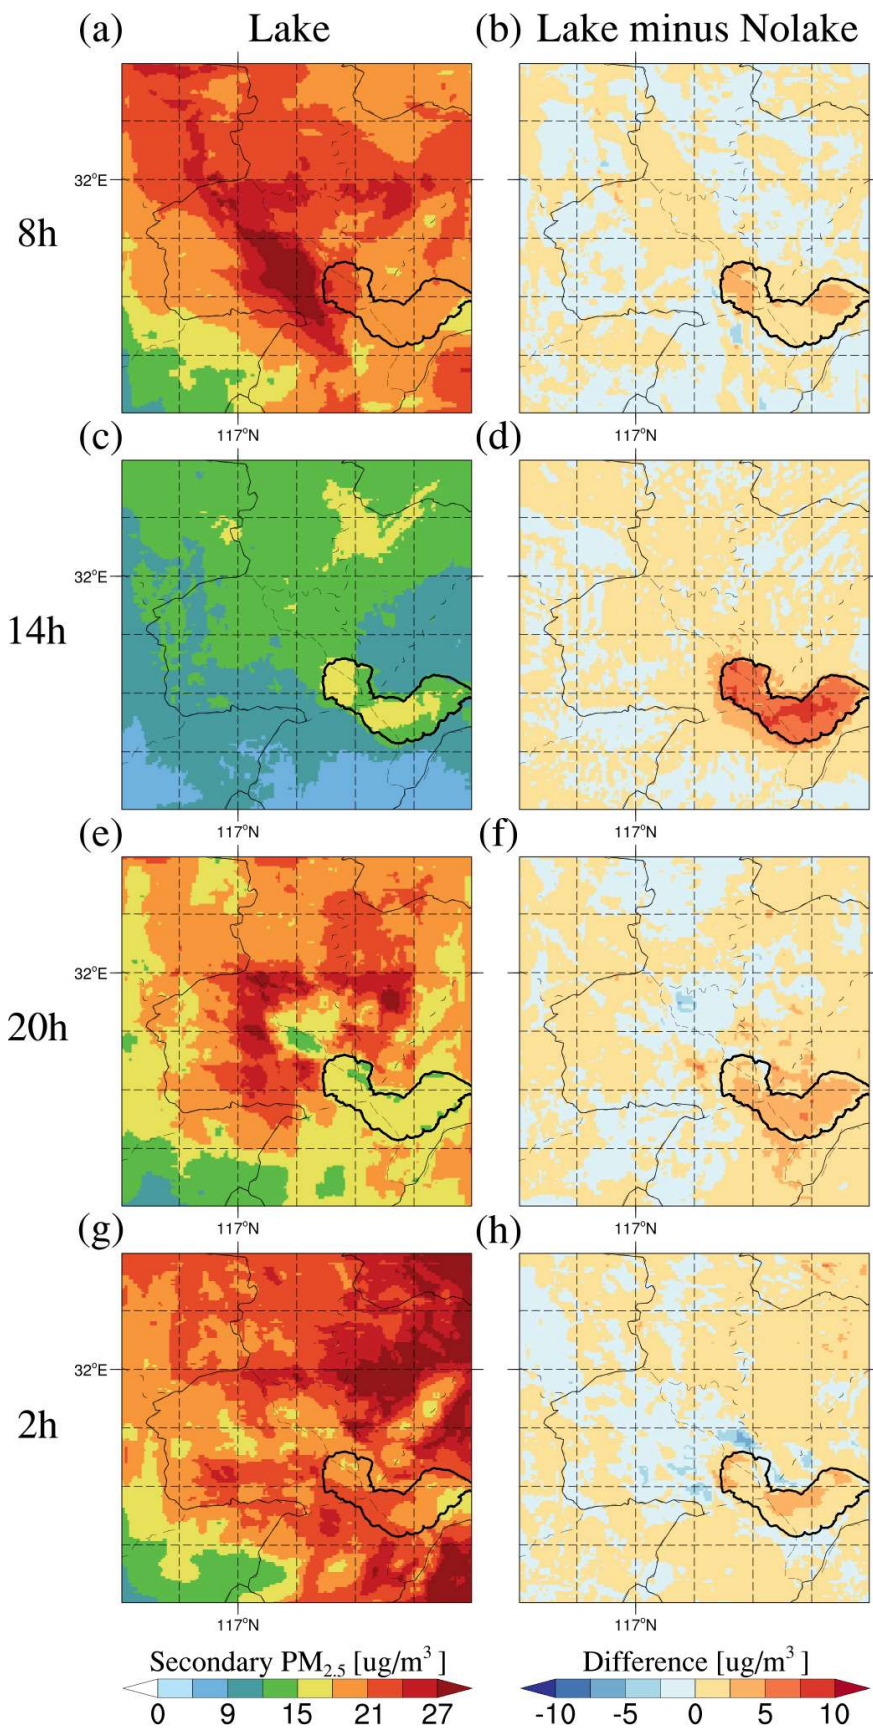 (a) Lake (b) Lake minus Nolake
32°E
8h
117°N 117°N
(c) (d)
32°E
14h
117°N 117°N
(e) (f)
32°E
20h
117°N 117°N
(g) (h)
32°E
2h
117°N 117°N
Secondary PM2.5 [ug/m3] Difference [ug/m3]
0 9 15 21 27 -10 -5 0 5 10